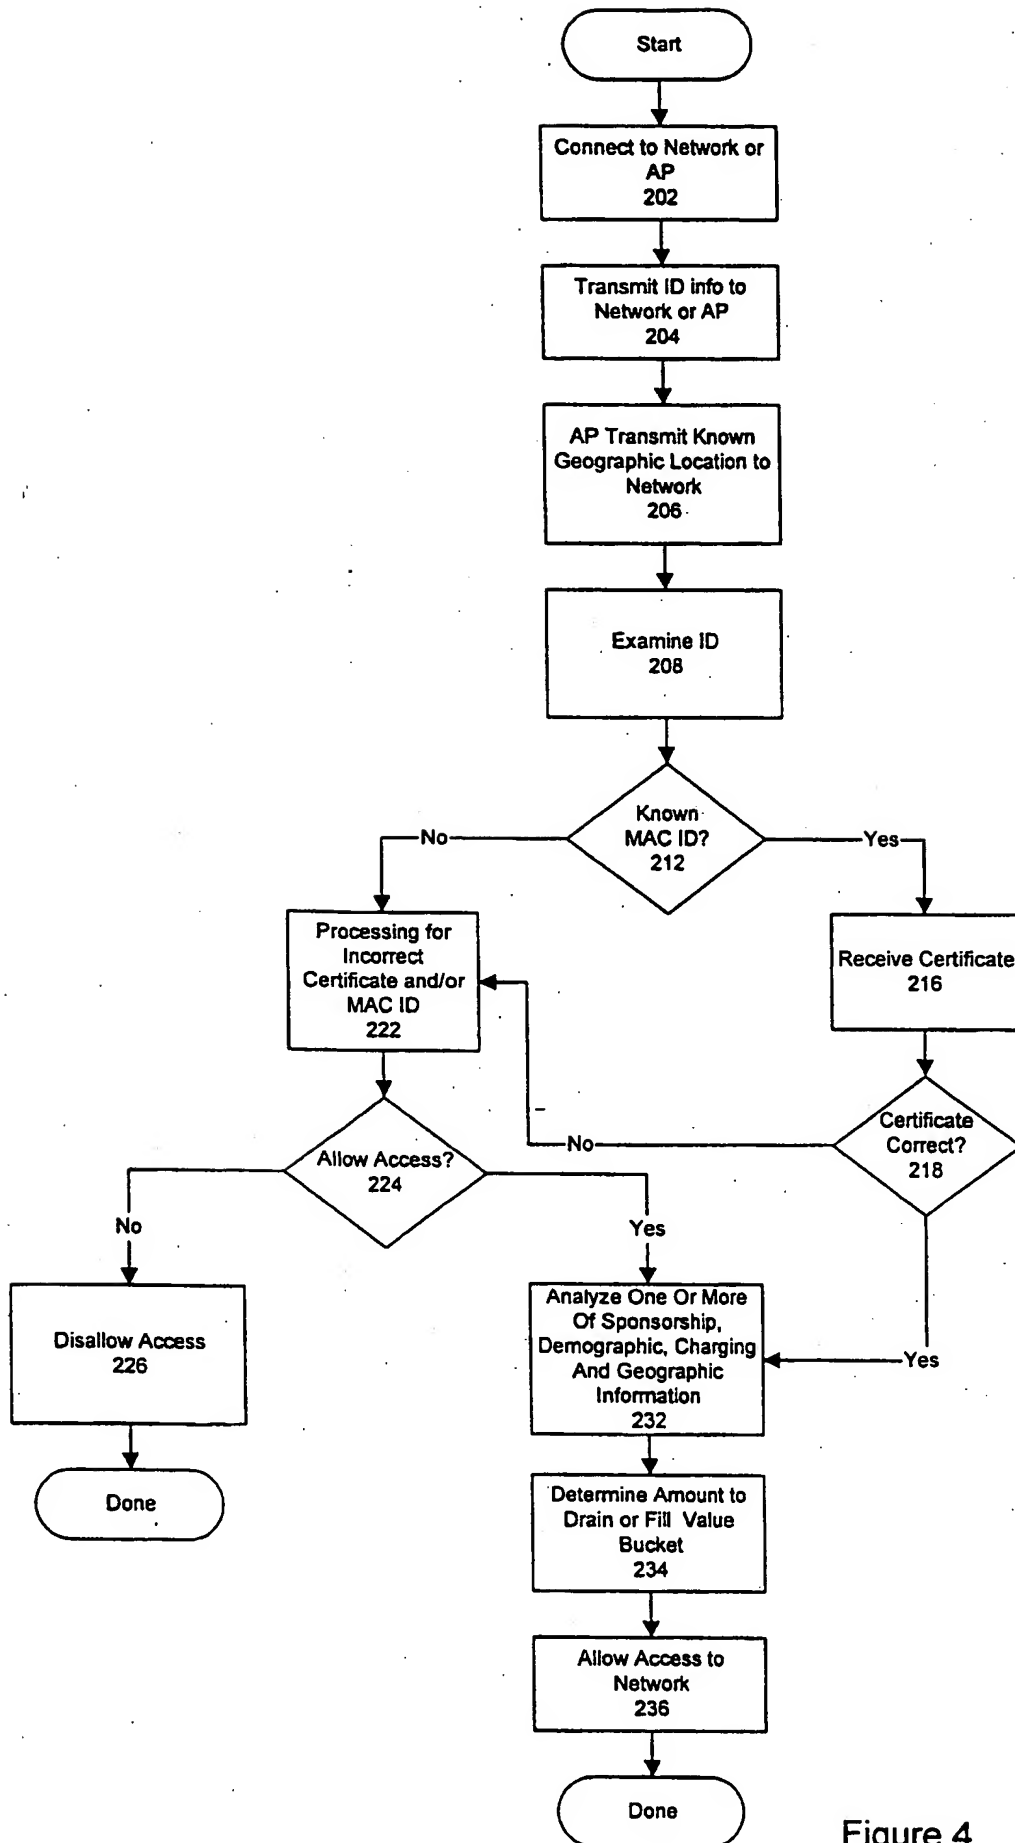 Start
Connect to Network or
AP
202
Transmit ID info to
Network or AP
204
AP Transmit Known
Geographic Location to
Network
206
Examine ID
208
Known
MAC ID?
212
No
Yes
Processing for
Incorrect
Certificate and/or
MAC ID
222
Receive Certificate
216
Certificate
Correct?
218
No
Allow Access?
224
No
Yes
Yes
Disallow Access
226
Done
Analyze One Or More
Of Sponsorship,
Demographic, Charging
And Geographic
Information
232
Determine Amount to
Drain or Fill Value
Bucket
234
Allow Access to
Network
236
Done
Figure 4